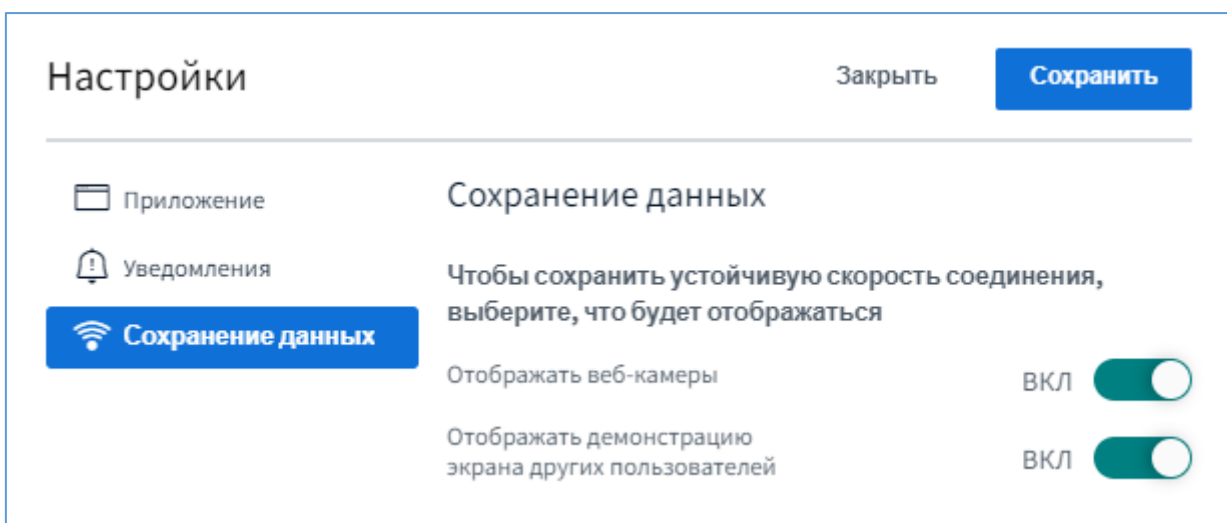 Настройки
Закрыть
Сохранить
Приложение
Уведомления
Сохранение данных
Сохранение данных
Чтобы сохранить устойчивую скорость соединения,
выберите, что будет отображаться
Отображать веб-камеры
ВКЛ
Отображать демонстрацию
экрана других пользователей
ВКЛ